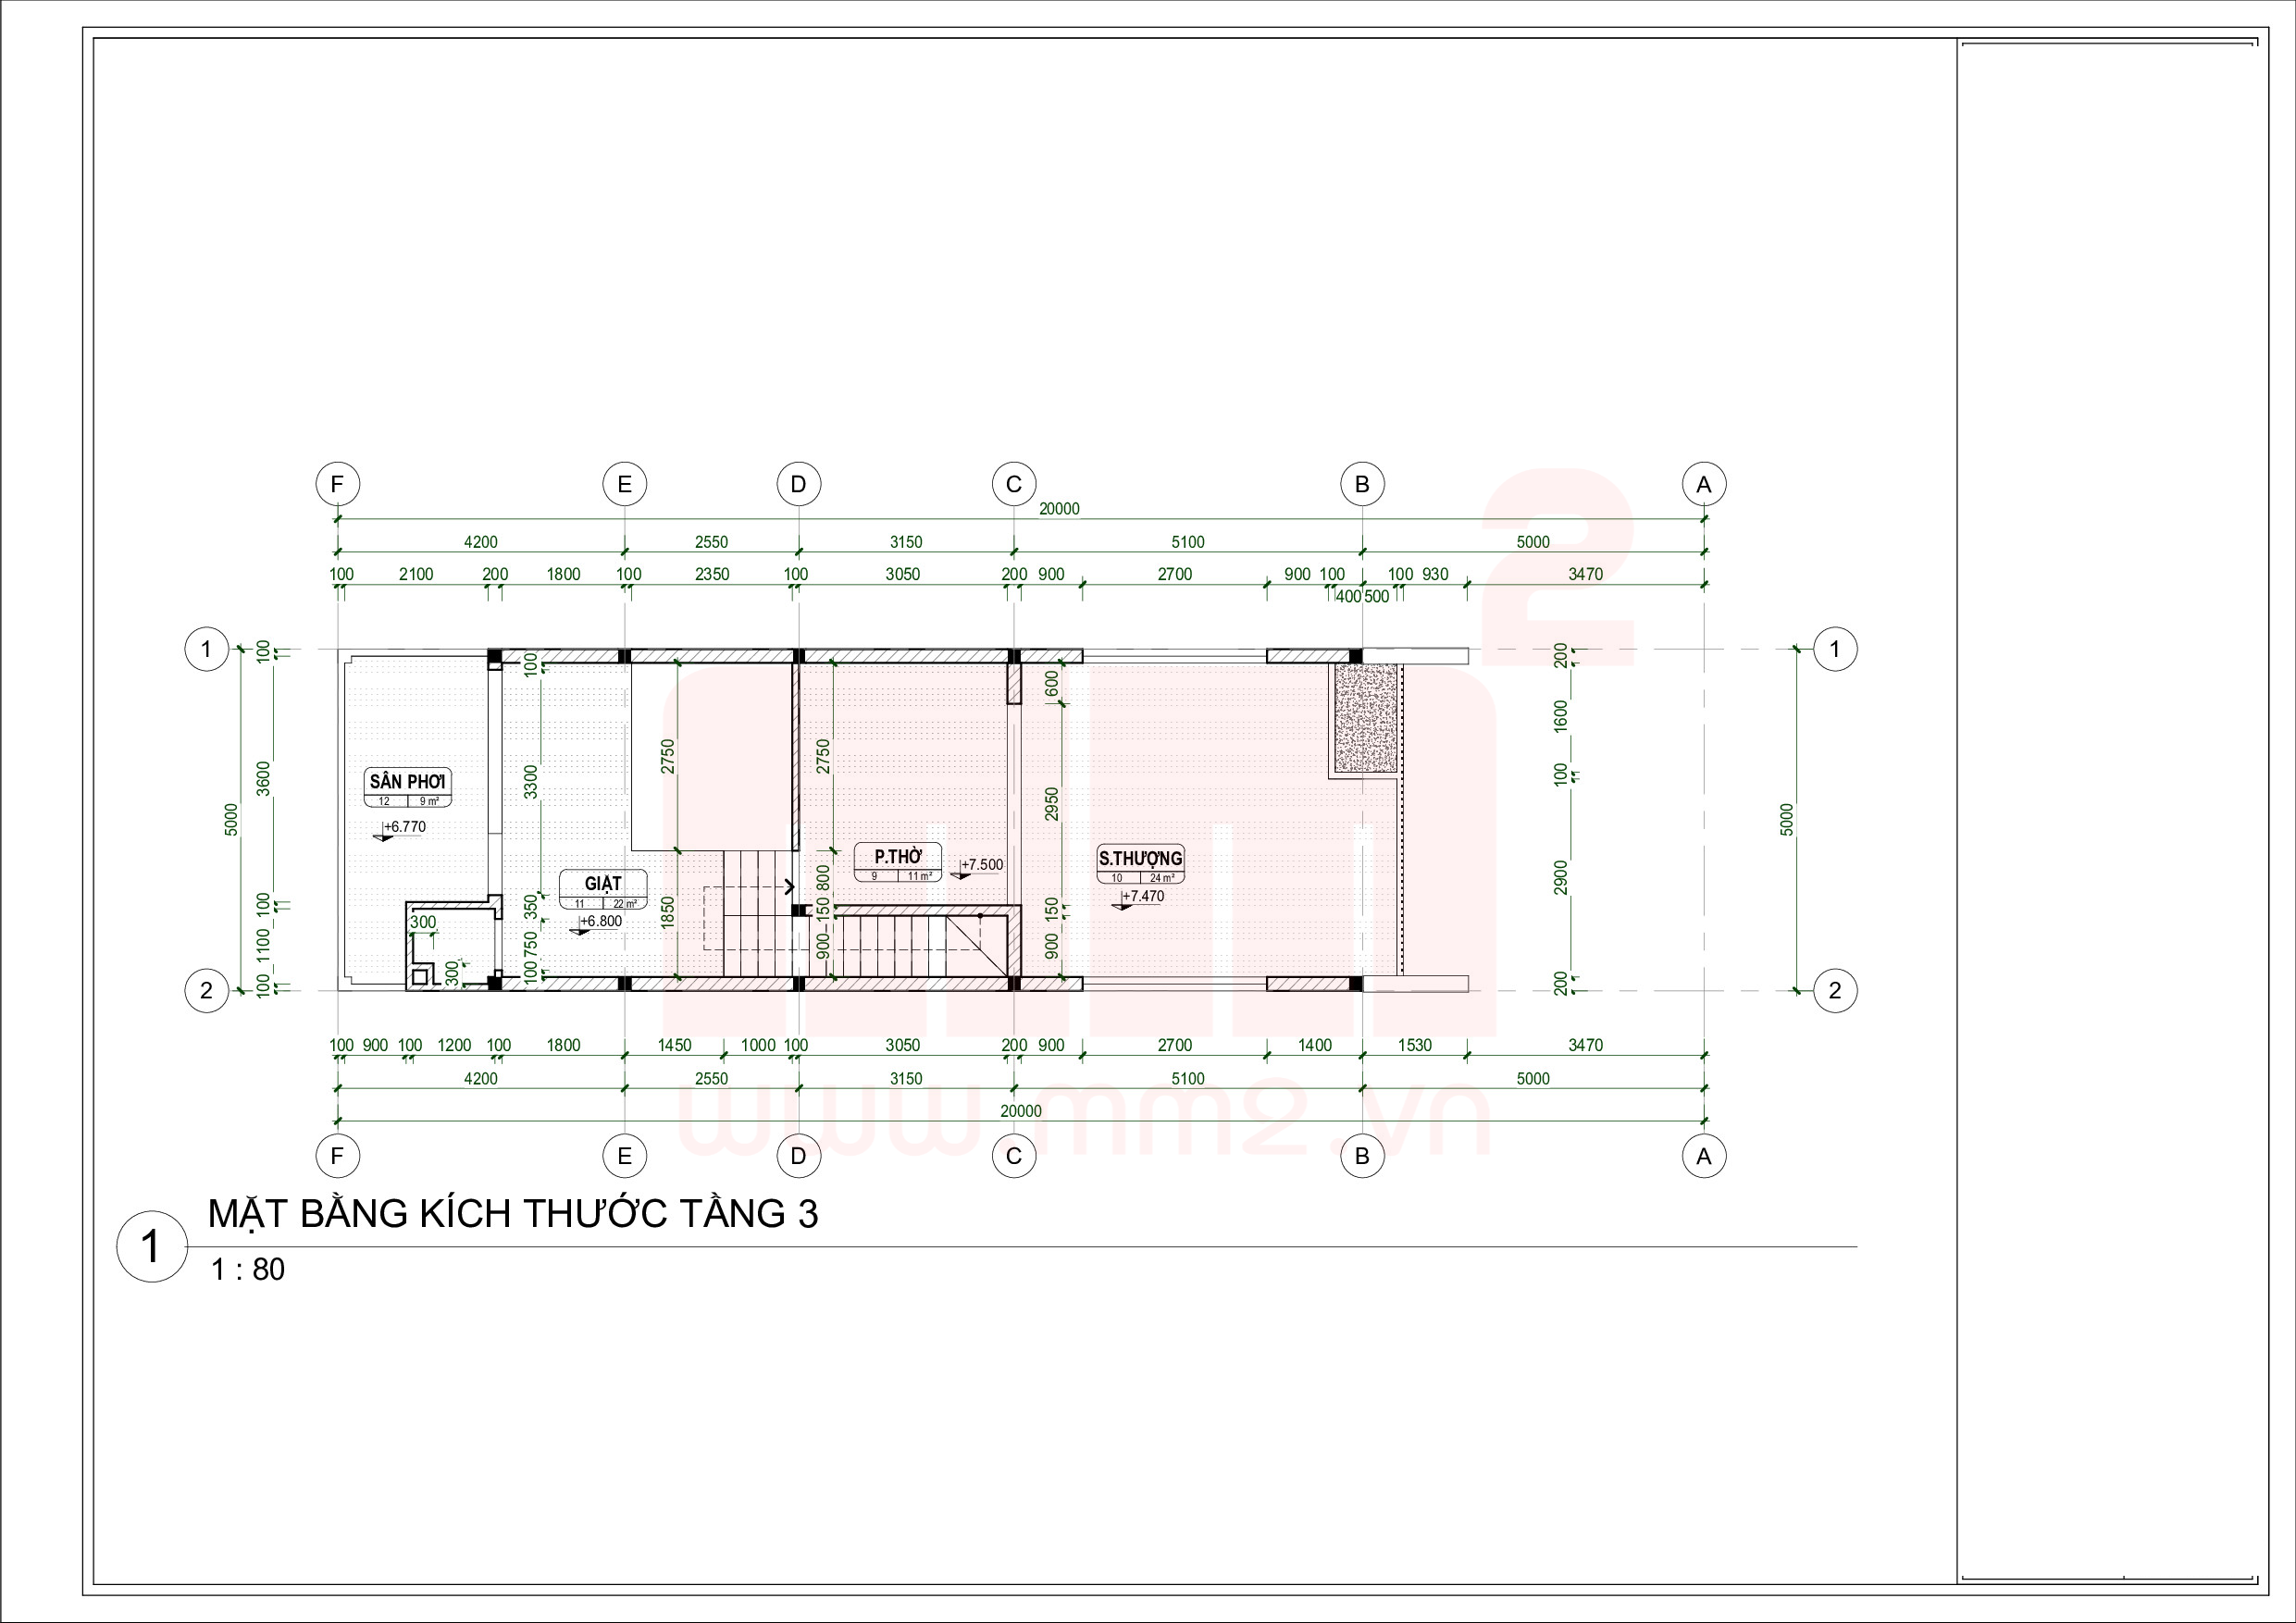 F E D C B A
20000
4200 2550 3150 5100 5000
100 2100 200 1800 100 2350 100 3050 200 900 2700 900 100 100 930 3470
400 500
1 100 100 200 1
600
1600
2750 2750
SÂN PHƠI
12 9 m²
3300
100
3600
2950
5000 5000
+6.770
P.THỜ
9 11 m²
+7.500
S.THƯỢNG
10 24 m²
+7.470
800
2900
GIẶT
11 22 m²
+6.800
100 350 1850 150 150
300
1100 750 900 900
300
2 100 100 200 2
100 900 100 1200 100 1800 1450 1000 100 3050 200 900 2700 1400 1530 3470
4200 2550 3150 5100 5000
20000
www.mm2.vn
F E D C B A
MẶT BẰNG KÍCH THƯỚC TẦNG 3
1
1 : 80